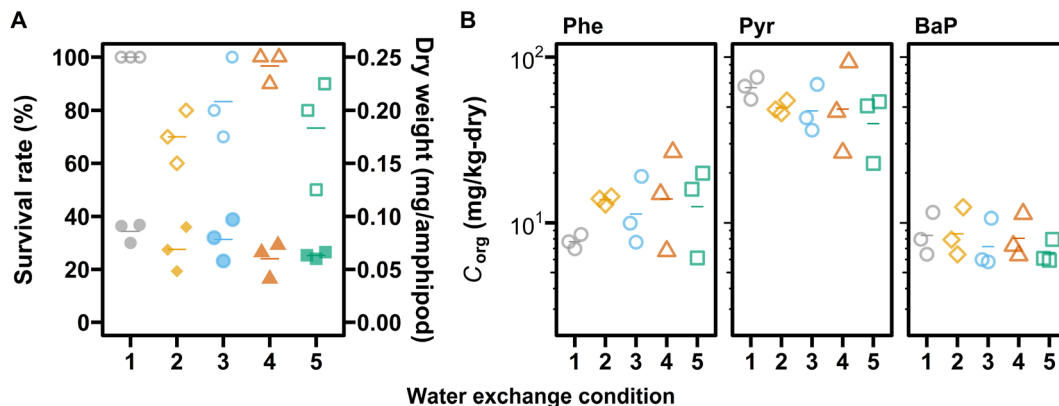 A
Survival rate (%)
100
80
60
40
20
0
0.25
0.20
0.15
0.10
0.05
0.00
Dry weight (mg/amphipod)
1 2 3 4 5
B
Phe Pyr BaP
Corg (mg/kg-dry)
10²
10¹
1 2 3 4 5 1 2 3 4 5 1 2 3 4 5
Water exchange condition